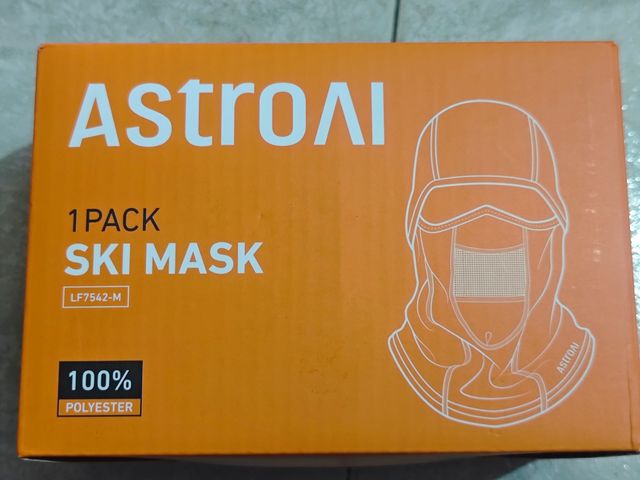 AstroAI
1 PACK
SKI MASK
LF7542-M
100%
POLYESTER
ASTROAI